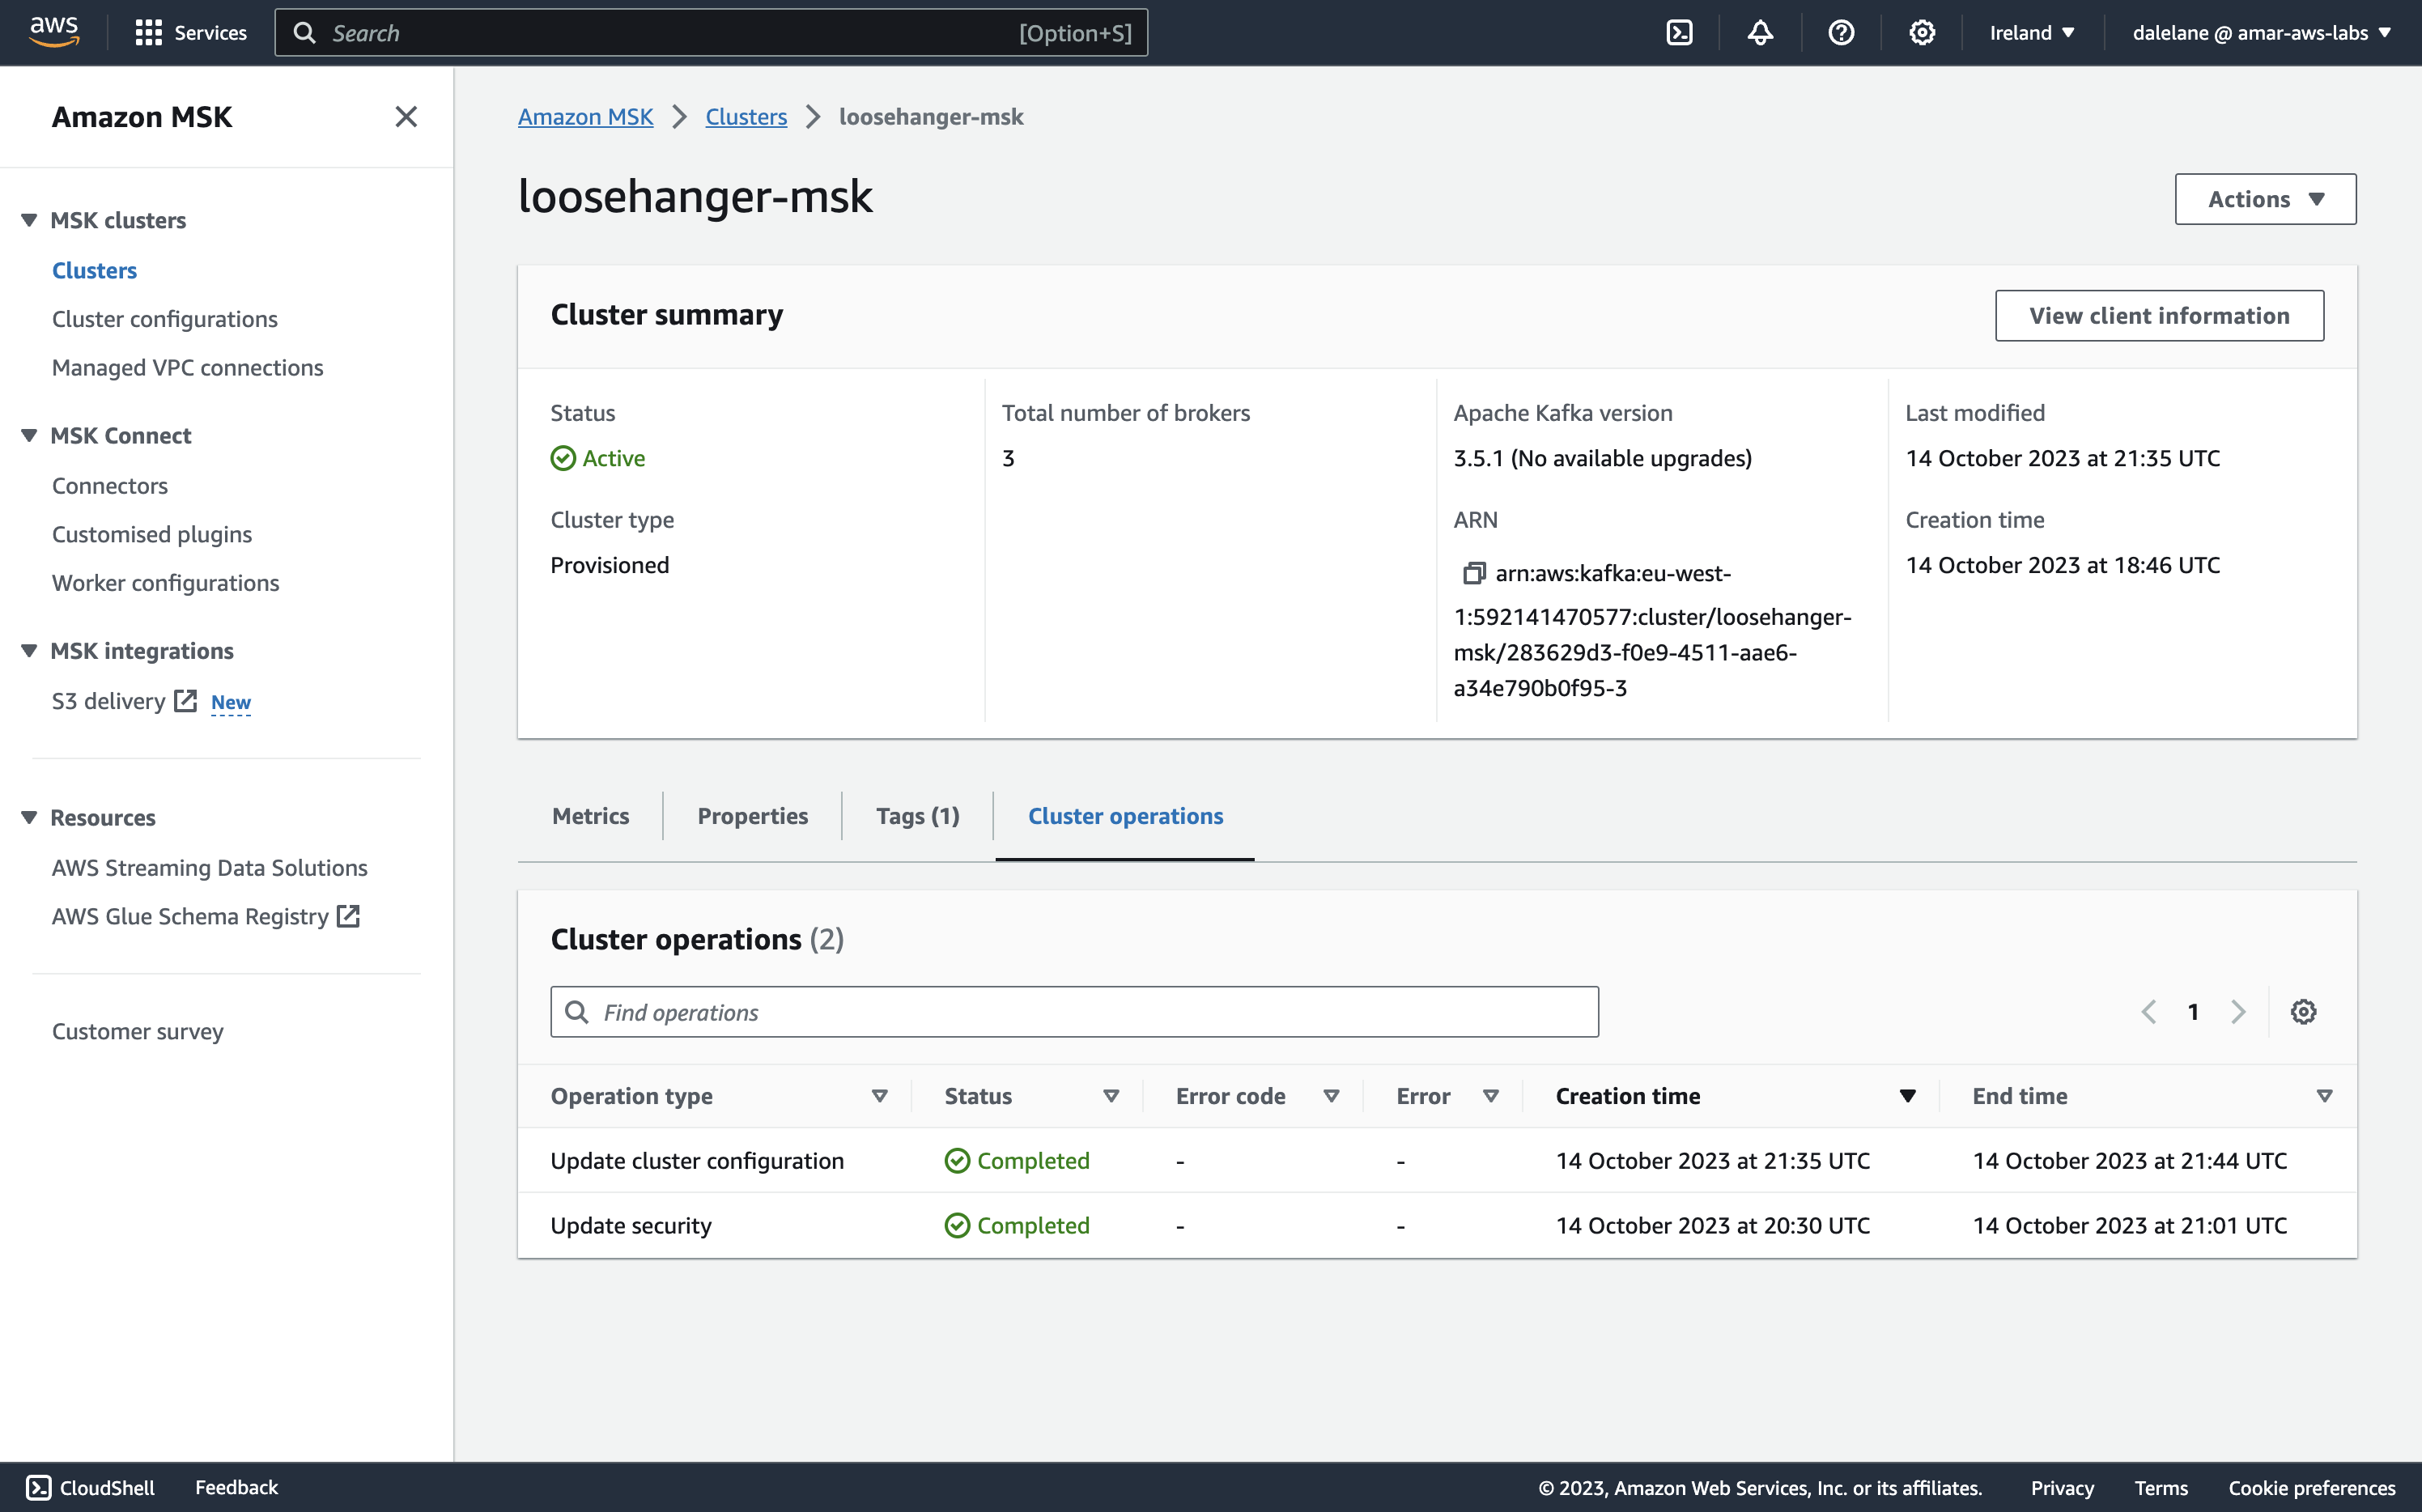 aws
Services
Search [Option+S]
Ireland ▼
dalelane @ amar-aws-labs ▼
Amazon MSK
MSK clusters
Clusters
Cluster configurations
Managed VPC connections
MSK Connect
Connectors
Customised plugins
Worker configurations
MSK integrations
S3 delivery New
Resources
AWS Streaming Data Solutions
AWS Glue Schema Registry
Customer survey
Amazon MSK > Clusters > loosehanger-msk
loosehanger-msk
Actions ▼
Cluster summary
View client information
Status
Active
Cluster type
Provisioned
Total number of brokers
3
Apache Kafka version
3.5.1 (No available upgrades)
ARN
arn:aws:kafka:eu-west-
1:592141470577:cluster/loosehanger-
msk/283629d3-f0e9-4511-aae6-
a34e790b0f95-3
Last modified
14 October 2023 at 21:35 UTC
Creation time
14 October 2023 at 18:46 UTC
Metrics
Properties
Tags (1)
Cluster operations
Cluster operations (2)
Find operations
1
Operation type Status Error code Error Creation time End time
Update cluster configuration Completed - - 14 October 2023 at 21:35 UTC 14 October 2023 at 21:44 UTC
Update security Completed - - 14 October 2023 at 20:30 UTC 14 October 2023 at 21:01 UTC
CloudShell Feedback © 2023, Amazon Web Services, Inc. or its affiliates. Privacy Terms Cookie preferences